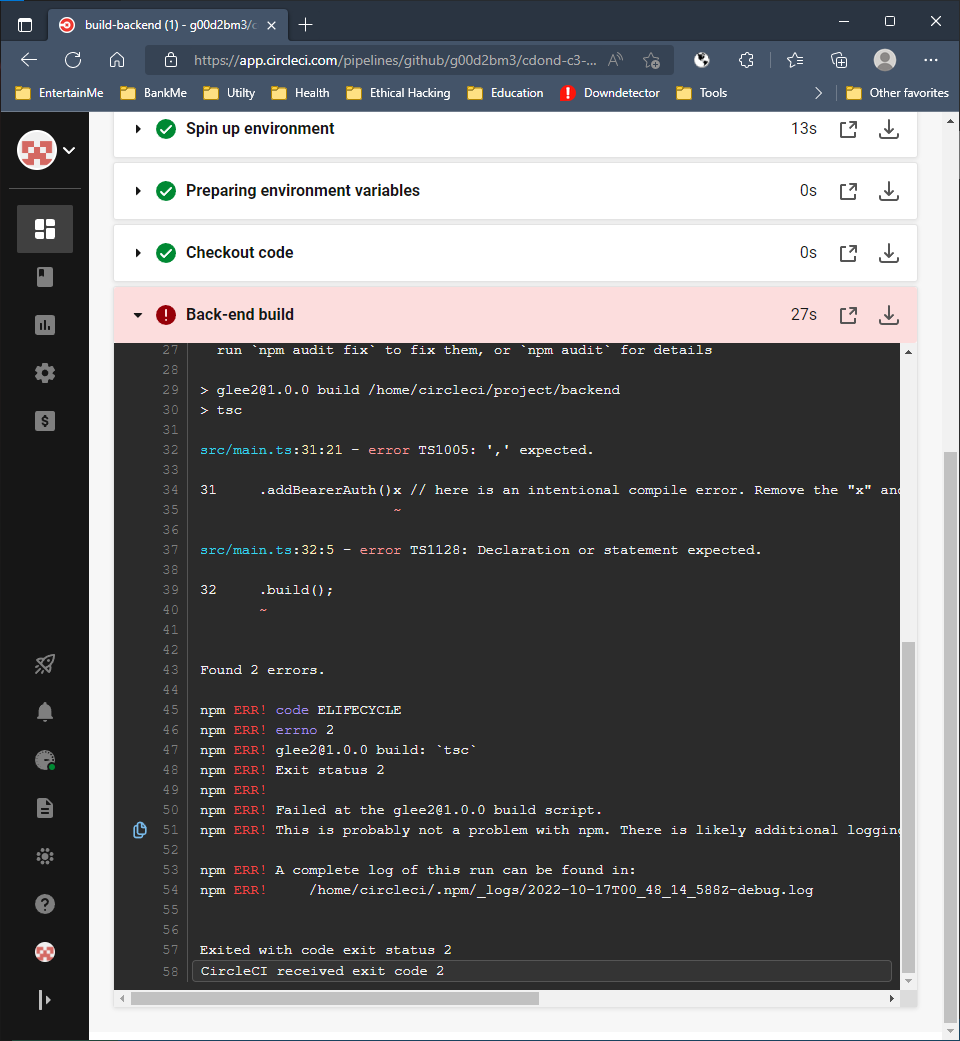 build-backend (1) - g00d2bm3/c
https://app.circleci.com/pipelines/github/g00d2bm3/cdond-c3-...
EntertainMe BankMe Utilty Health Ethical Hacking Education Downdetector Tools Other favorites
Spin up environment 13s
Preparing environment variables 0s
Checkout code 0s
Back-end build 27s
27 run `npm audit fix` to fix them, or `npm audit` for details
28
29 > glee2@1.0.0 build /home/circleci/project/backend
30 > tsc
31
32 src/main.ts:31:21 - error TS1005: ',' expected.
33
34 31     .addBearerAuth()x // here is an intentional compile error. Remove the "x" and
35 ~
36
37 src/main.ts:32:5 - error TS1128: Declaration or statement expected.
38
39 32     .build();
40 ~
41
42
43 Found 2 errors.
44
45 npm ERR! code ELIFECYCLE
46 npm ERR! errno 2
47 npm ERR! glee2@1.0.0 build: `tsc`
48 npm ERR! Exit status 2
49 npm ERR!
50 npm ERR! Failed at the glee2@1.0.0 build script.
51 npm ERR! This is probably not a problem with npm. There is likely additional logging
52
53 npm ERR! A complete log of this run can be found in:
54 npm ERR!     /home/circleci/.npm/_logs/2022-10-17T00_48_14_588Z-debug.log
55
56
57 Exited with code exit status 2
58 CircleCI received exit code 2